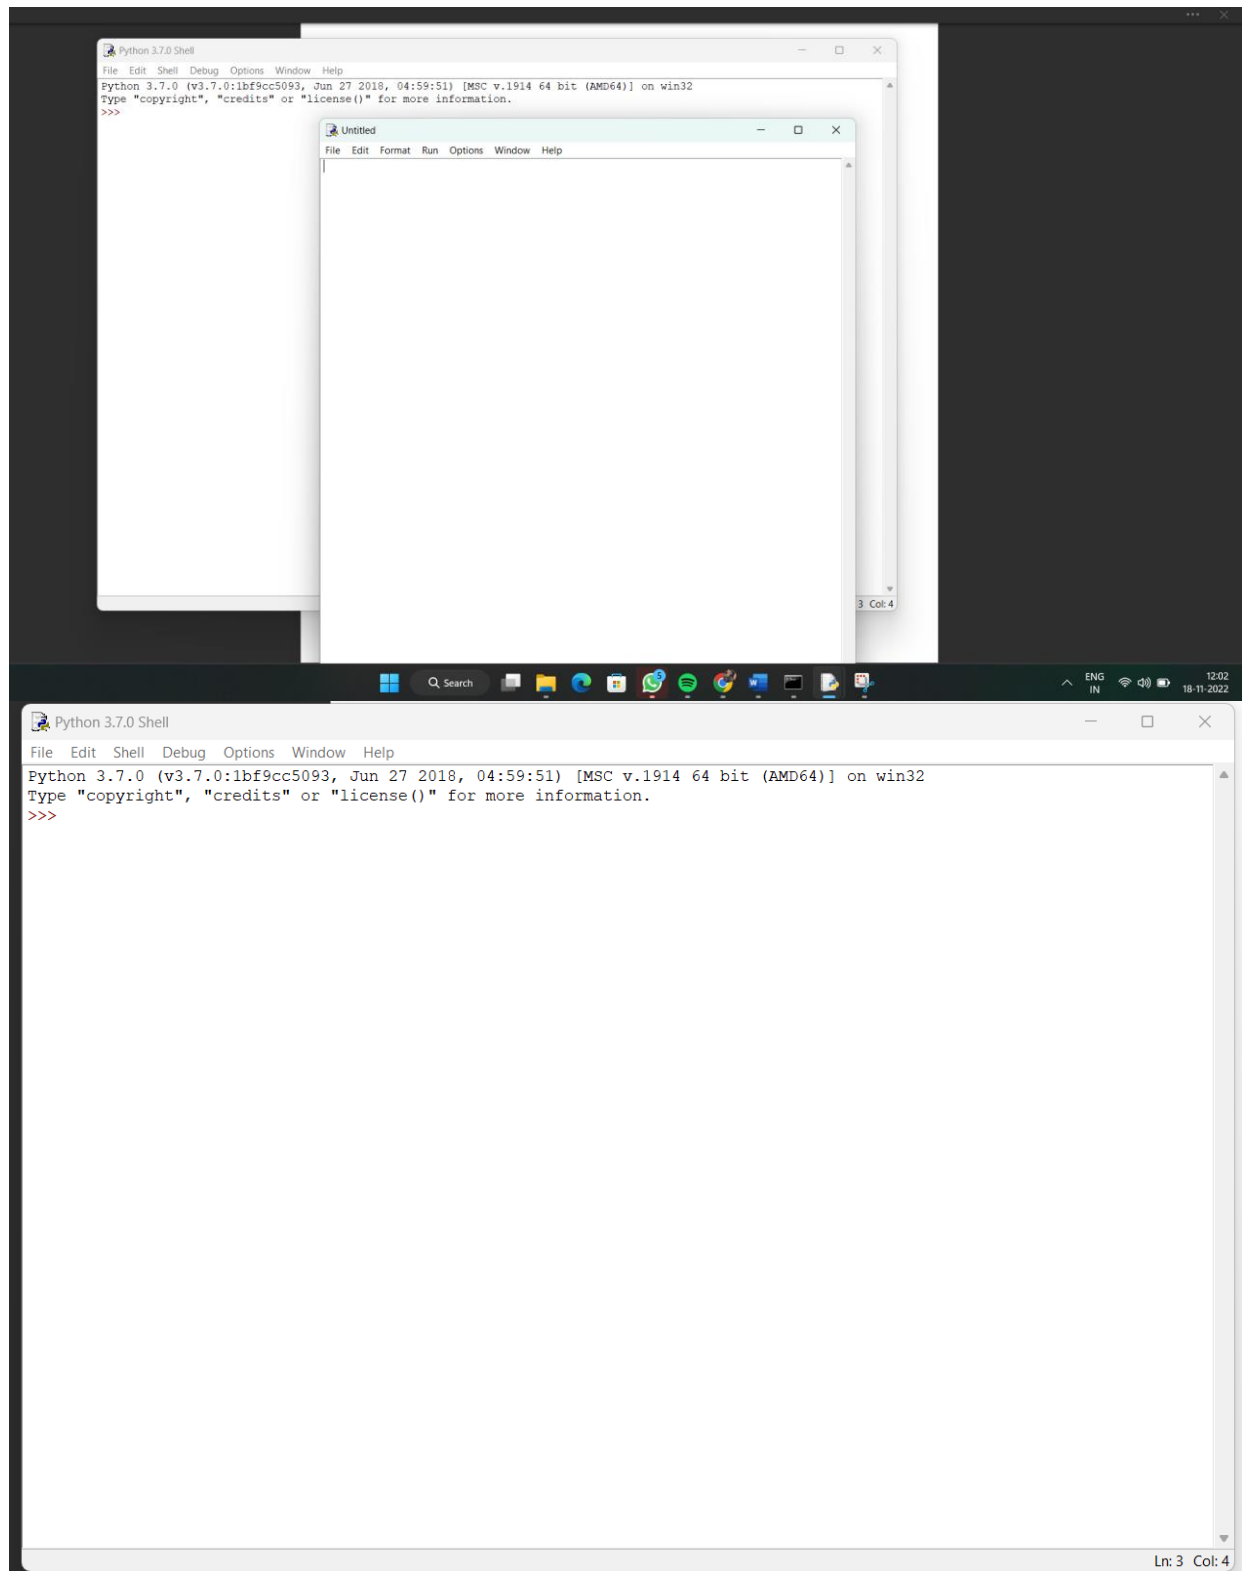 Python 3.7.0 Shell
File Edit Shell Debug Options Window Help
Python 3.7.0 (v3.7.0:1bf9cc5093, Jun 27 2018, 04:59:51) [MSC v.1914 64 bit (AMD64)] on win32
Type "copyright", "credits" or "license()" for more information.
>>>
Untitled
File Edit Format Run Options Window Help
3 Col: 4
Search
5
W
ENG
IN
12:02
18-11-2022
Python 3.7.0 Shell
File Edit Shell Debug Options Window Help
Python 3.7.0 (v3.7.0:1bf9cc5093, Jun 27 2018, 04:59:51) [MSC v.1914 64 bit (AMD64)] on win32
Type "copyright", "credits" or "license()" for more information.
>>>
Ln: 3 Col: 4